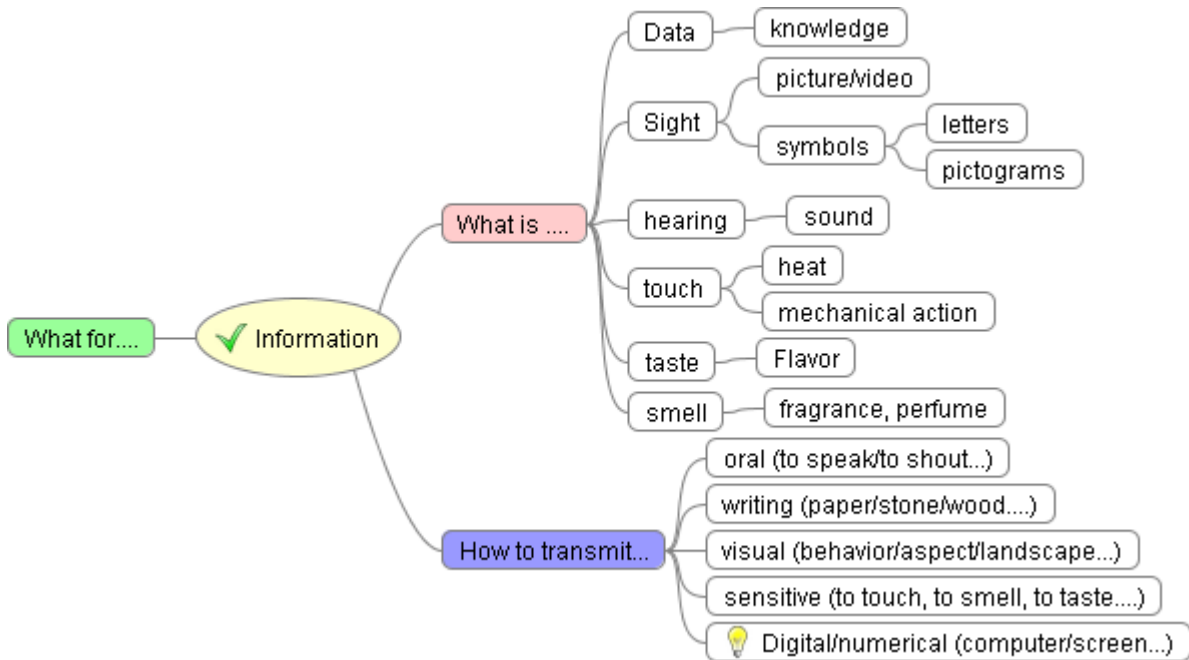 What for....
Information
What is ....
Data
knowledge
Sight
picture/video
symbols
letters
pictograms
hearing
sound
touch
heat
mechanical action
taste
Flavor
smell
fragrance, perfume
How to transmit...
oral (to speak/to shout...)
writing (paper/stone/wood....)
visual (behavior/aspect/landscape...)
sensitive (to touch, to smell, to taste....)
Digital/numerical (computer/screen...)